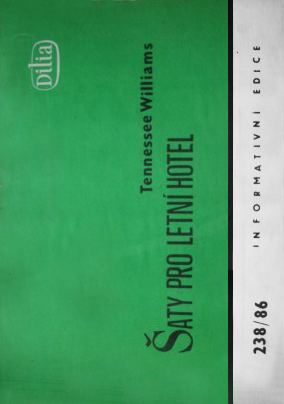 Dilia
Tennessee Williams
ŠATY PRO LETNÍ HOTEL
238/86
INFORMATIVNÍ EDICE